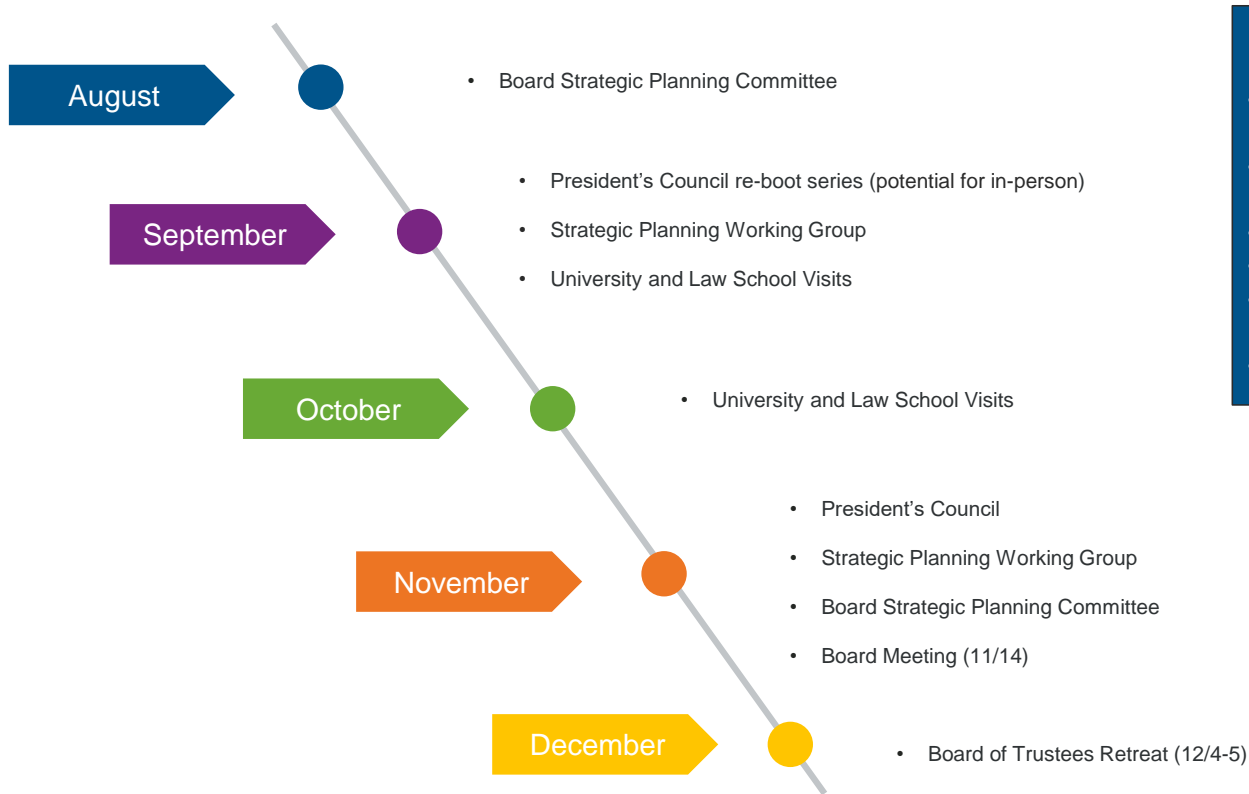 August
• Board Strategic Planning Committee
September
• President’s Council re-boot series (potential for in-person)
• Strategic Planning Working Group
• University and Law School Visits
October
• University and Law School Visits
November
• President’s Council
• Strategic Planning Working Group
• Board Strategic Planning Committee
• Board Meeting (11/14)
December
• Board of Trustees Retreat (12/4-5)